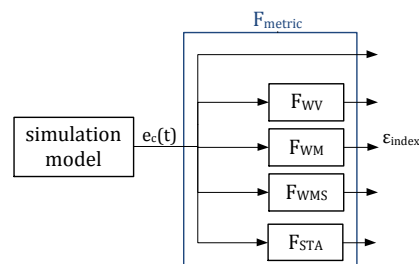 F_metric
F_WV
simulation
model
e_c(t)
F_WM
ε_index
F_WMS
F_STA